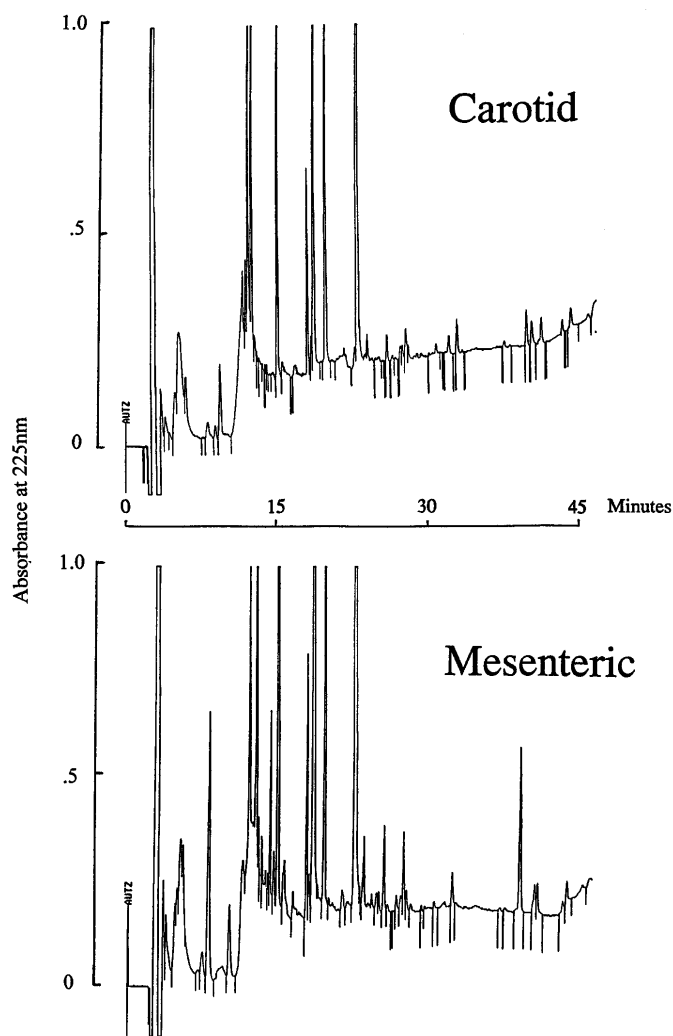 1.0
Carotid
.5
AUTZ
0
0 15 30 45 Minutes
Absorbance at 225nm
1.0
Mesenteric
.5
AUTZ
0